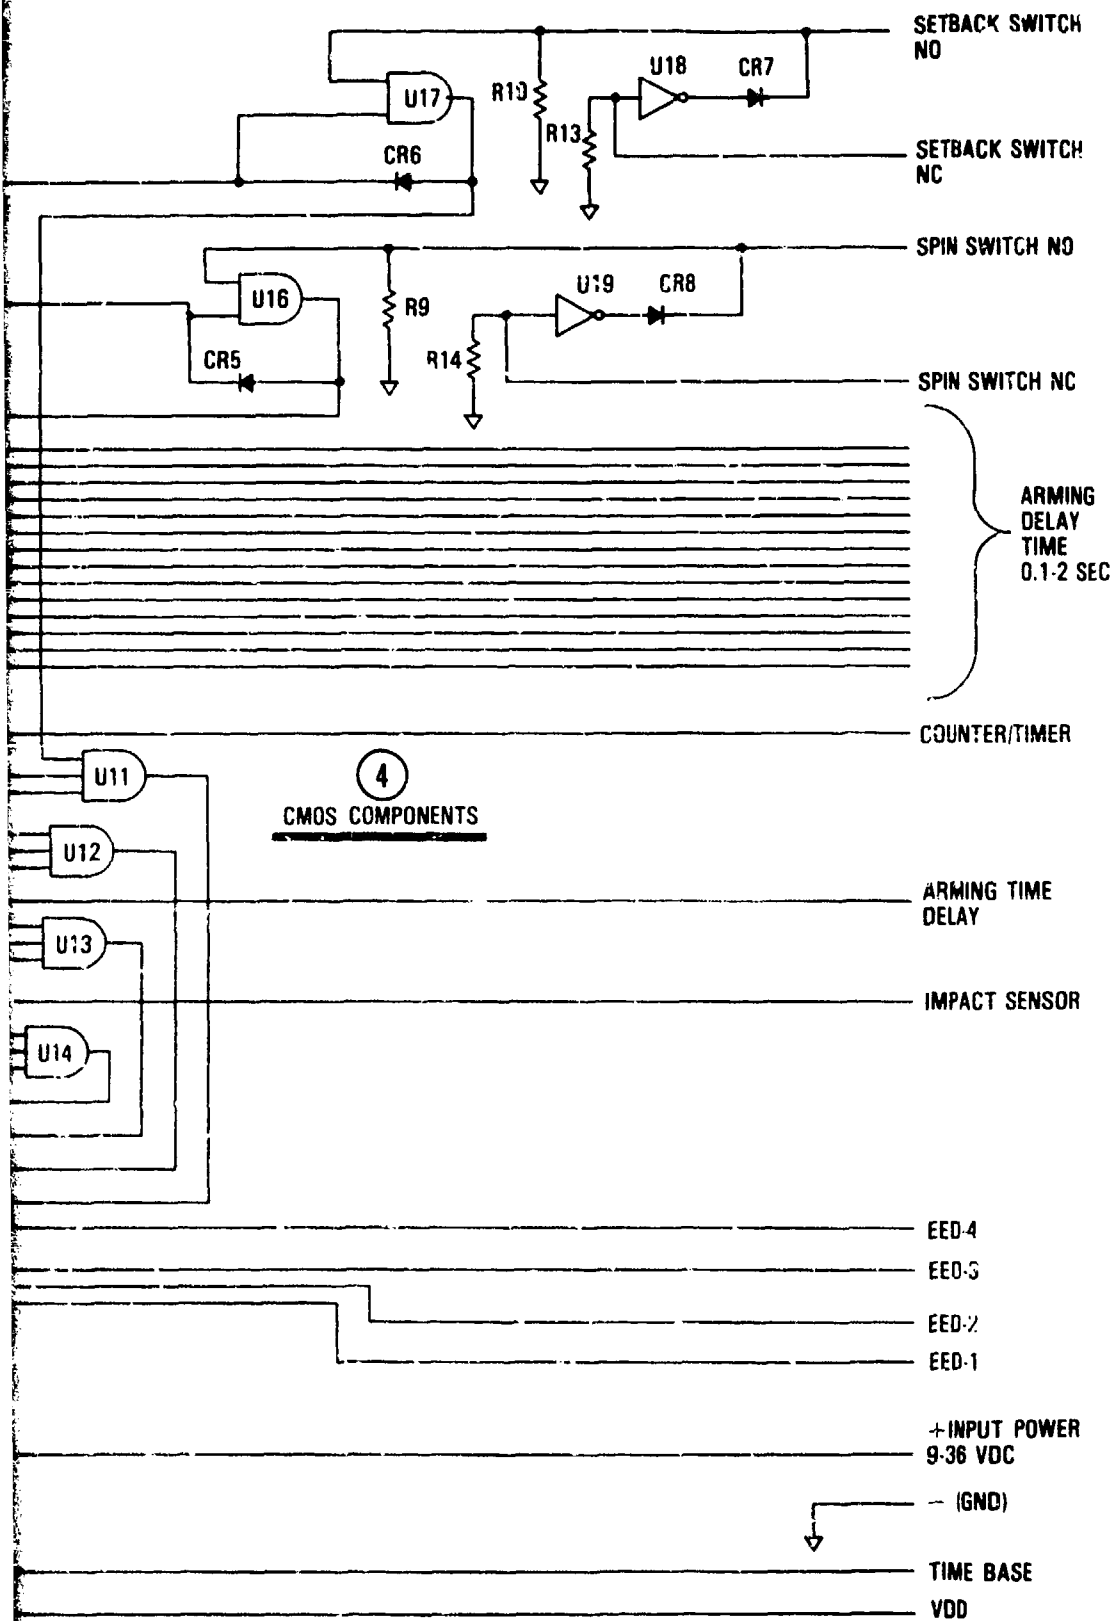 SETBACK SWITCH
NO
U18
CR7
U17
R10
R13
CR6
SETBACK SWITCH
NC
SPIN SWITCH NO
U16
R9
U19
CR8
CR5
R14
SPIN SWITCH NC
ARMING
DELAY
TIME
0.1-2 SEC
COUNTER/TIMER
U11
4
CMOS COMPONENTS
U12
ARMING TIME
DELAY
U13
IMPACT SENSOR
U14
EED-4
EED-3
EED-2
EED-1
+INPUT POWER
9-36 VDC
- (GND)
TIME BASE
VDD